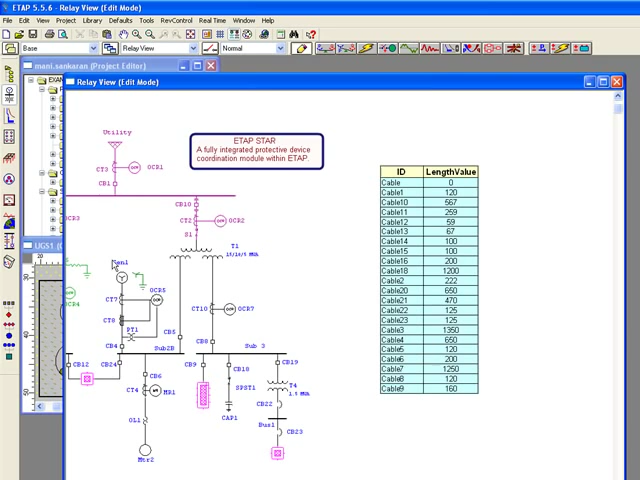 ETAP 5.5.6 - Relay View (Edit Mode)
File Edit View Project Library Defaults Tools RevControl Real Time Window Help
Base
Relay View
Normal
mani.sankaran (Project Editor)
Relay View (Edit Mode)
UGS1
20
30
40
50
Utility
CT3
OCR1
CB1
ETAP STAR
A fully integrated protective device
coordination module within ETAP.
OCR3
CB10
CT2
OCR2
S1
T1
Gen1
OCR4
CT7
OCR5
CT8
PT1
CT10
OCR7
CB4
CB5
CB8
Sub2B
Sub 3
CB12
CB24
CB6
CB9
CB18
CB19
CT4
MR1
SPST1
T4
CB22
OL1
CAP1
Bus1
CB23
Mtr2
ID LengthValue
Cable 0
Cable1 120
Cable10 567
Cable11 259
Cable12 59
Cable13 67
Cable14 100
Cable15 100
Cable16 200
Cable18 1200
Cable2 222
Cable20 650
Cable21 470
Cable22 125
Cable23 125
Cable3 1350
Cable4 650
Cable5 120
Cable6 200
Cable7 1250
Cable8 120
Cable9 160